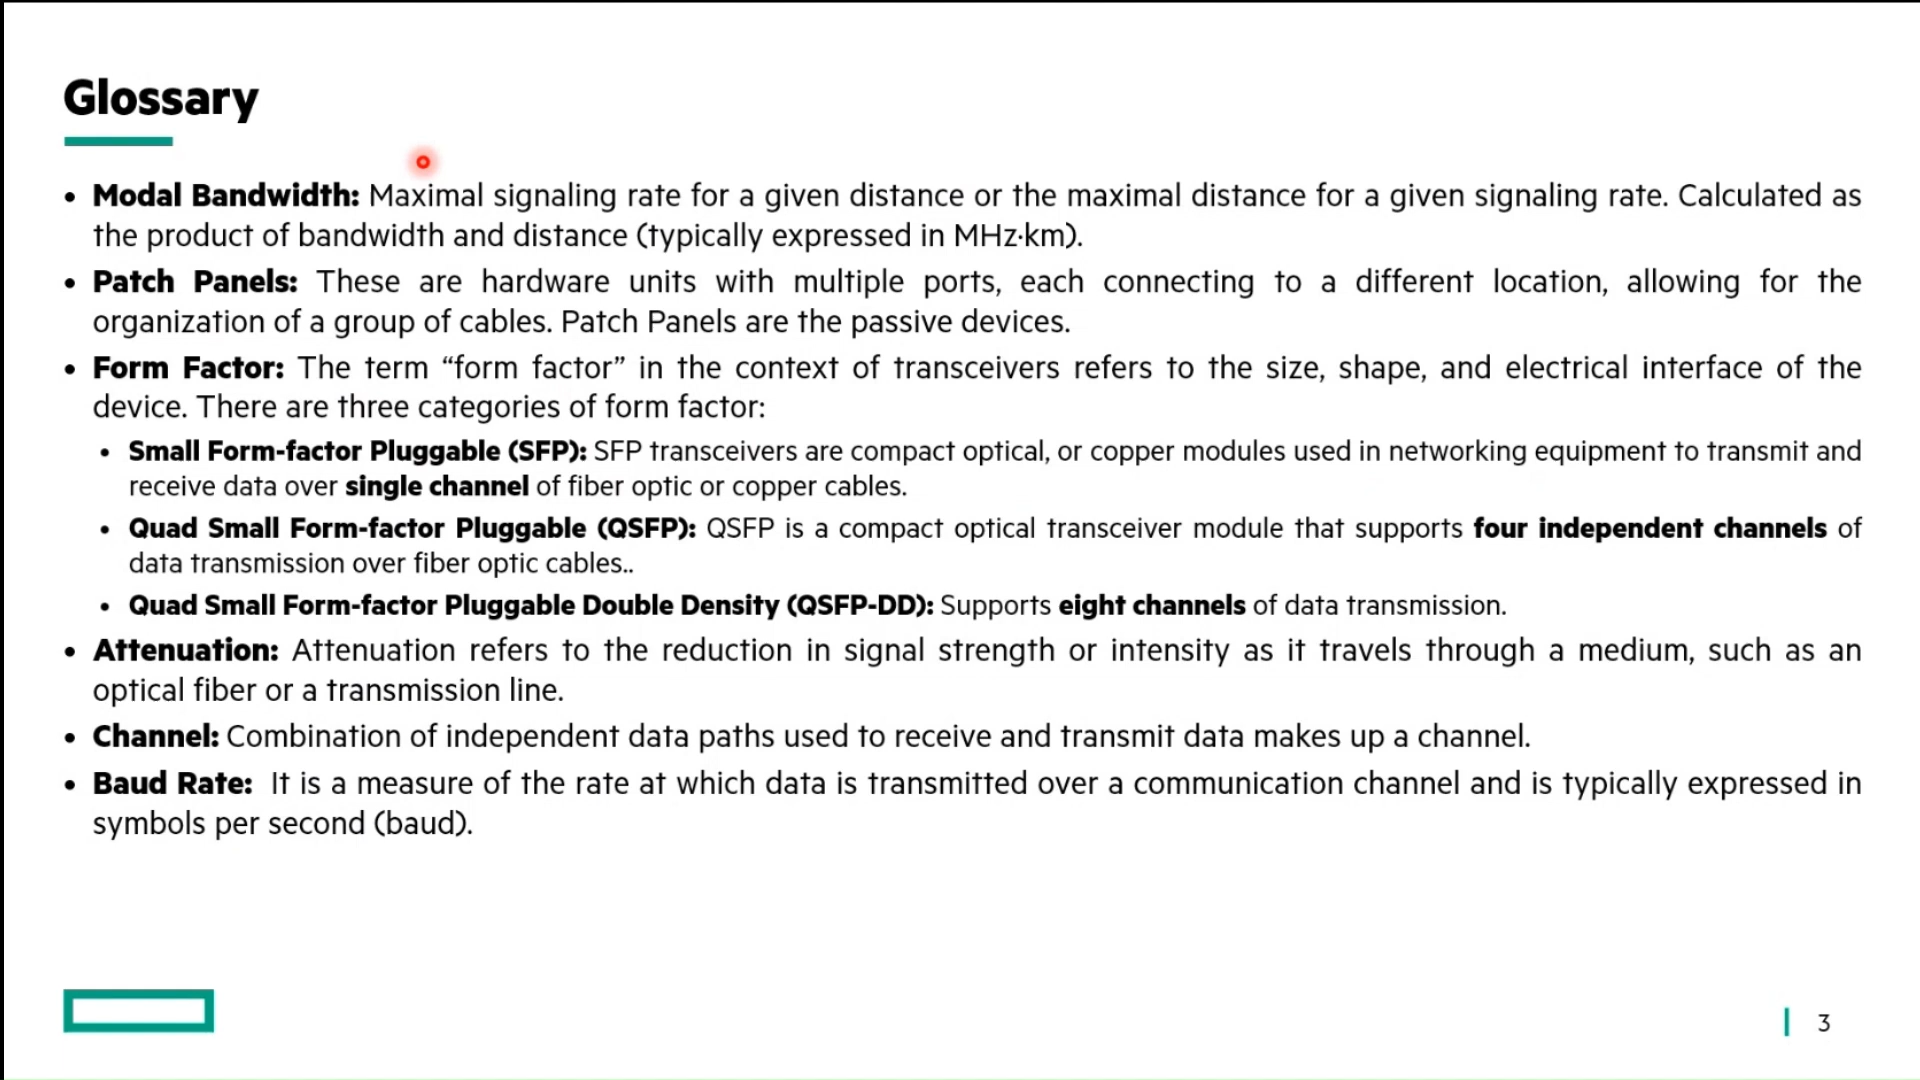 Glossary
• Modal Bandwidth: Maximal signaling rate for a given distance or the maximal distance for a given signaling rate. Calculated as
the product of bandwidth and distance (typically expressed in MHz·km).
• Patch Panels: These are hardware units with multiple ports, each connecting to a different location, allowing for the
organization of a group of cables. Patch Panels are the passive devices.
• Form Factor: The term “form factor” in the context of transceivers refers to the size, shape, and electrical interface of the
device. There are three categories of form factor:
• Small Form-factor Pluggable (SFP): SFP transceivers are compact optical, or copper modules used in networking equipment to transmit and
receive data over single channel of fiber optic or copper cables.
• Quad Small Form-factor Pluggable (QSFP): QSFP is a compact optical transceiver module that supports four independent channels of
data transmission over fiber optic cables..
• Quad Small Form-factor Pluggable Double Density (QSFP-DD): Supports eight channels of data transmission.
• Attenuation: Attenuation refers to the reduction in signal strength or intensity as it travels through a medium, such as an
optical fiber or a transmission line.
• Channel: Combination of independent data paths used to receive and transmit data makes up a channel.
• Baud Rate: It is a measure of the rate at which data is transmitted over a communication channel and is typically expressed in
symbols per second (baud).
3